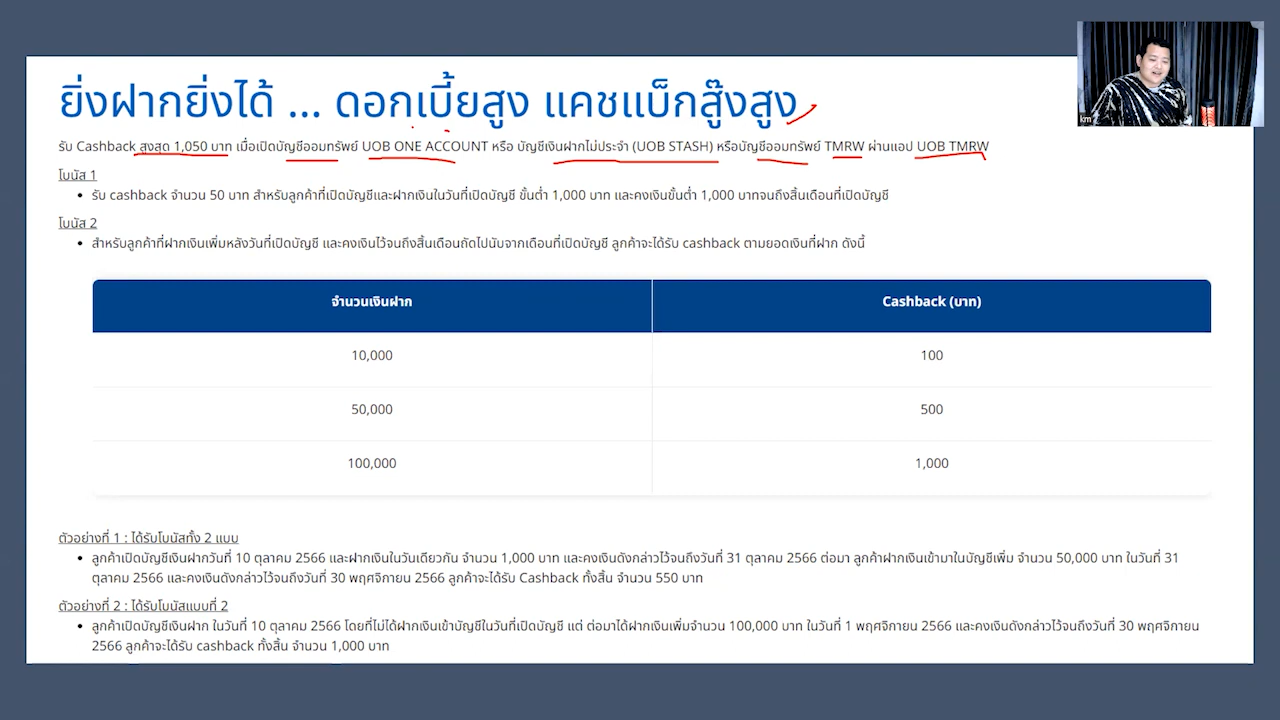 ยิ่งฝากยิ่งได้ ... ดอกเบี้ยสูง แคชแบ็กสู๊งสูง
รับ Cashback สูงสุด 1,050 บาท เมื่อเปิดบัญชีออมทรัพย์ UOB ONE ACCOUNT หรือ บัญชีเงินฝากไม่ประจำ (UOB STASH) หรือบัญชีออมทรัพย์ TMRW ผ่านแอป UOB TMRW
โบนัส 1
• รับ cashback จำนวน 50 บาท สำหรับลูกค้าที่เปิดบัญชีและฝากเงินในวันที่เปิดบัญชี ขั้นต่ำ 1,000 บาท และคงเงินขั้นต่ำ 1,000 บาทจนถึงสิ้นเดือนที่เปิดบัญชี
โบนัส 2
• สำหรับลูกค้าที่ฝากเงินเพิ่มหลังวันที่เปิดบัญชี และคงเงินไว้จนถึงสิ้นเดือนถัดไปนับจากเดือนที่เปิดบัญชี ลูกค้าจะได้รับ cashback ตามยอดเงินที่ฝาก ดังนี้
จำนวนเงินฝาก Cashback (บาท)
10,000 100
50,000 500
100,000 1,000
ตัวอย่างที่ 1 : ได้รับโบนัสทั้ง 2 แบบ
• ลูกค้าเปิดบัญชีเงินฝากวันที่ 10 ตุลาคม 2566 และฝากเงินในวันเดียวกัน จำนวน 1,000 บาท และคงเงินดังกล่าวไว้จนถึงวันที่ 31 ตุลาคม 2566 ต่อมา ลูกค้าฝากเงินเข้ามาในบัญชีเพิ่ม จำนวน 50,000 บาท ในวันที่ 31
ตุลาคม 2566 และคงเงินดังกล่าวไว้จนถึงวันที่ 30 พฤศจิกายน 2566 ลูกค้าจะได้รับ Cashback ทั้งสิ้น จำนวน 550 บาท
ตัวอย่างที่ 2 : ได้รับโบนัสแบบที่ 2
• ลูกค้าเปิดบัญชีเงินฝาก ในวันที่ 10 ตุลาคม 2566 โดยที่ไม่ได้ฝากเงินเข้าบัญชีในวันที่เปิดบัญชี แต่ ต่อมาได้ฝากเงินเพิ่มจำนวน 100,000 บาท ในวันที่ 1 พฤศจิกายน 2566 และคงเงินดังกล่าวไว้จนถึงวันที่ 30 พฤศจิกายน
2566 ลูกค้าจะได้รับ cashback ทั้งสิ้น จำนวน 1,000 บาท
km